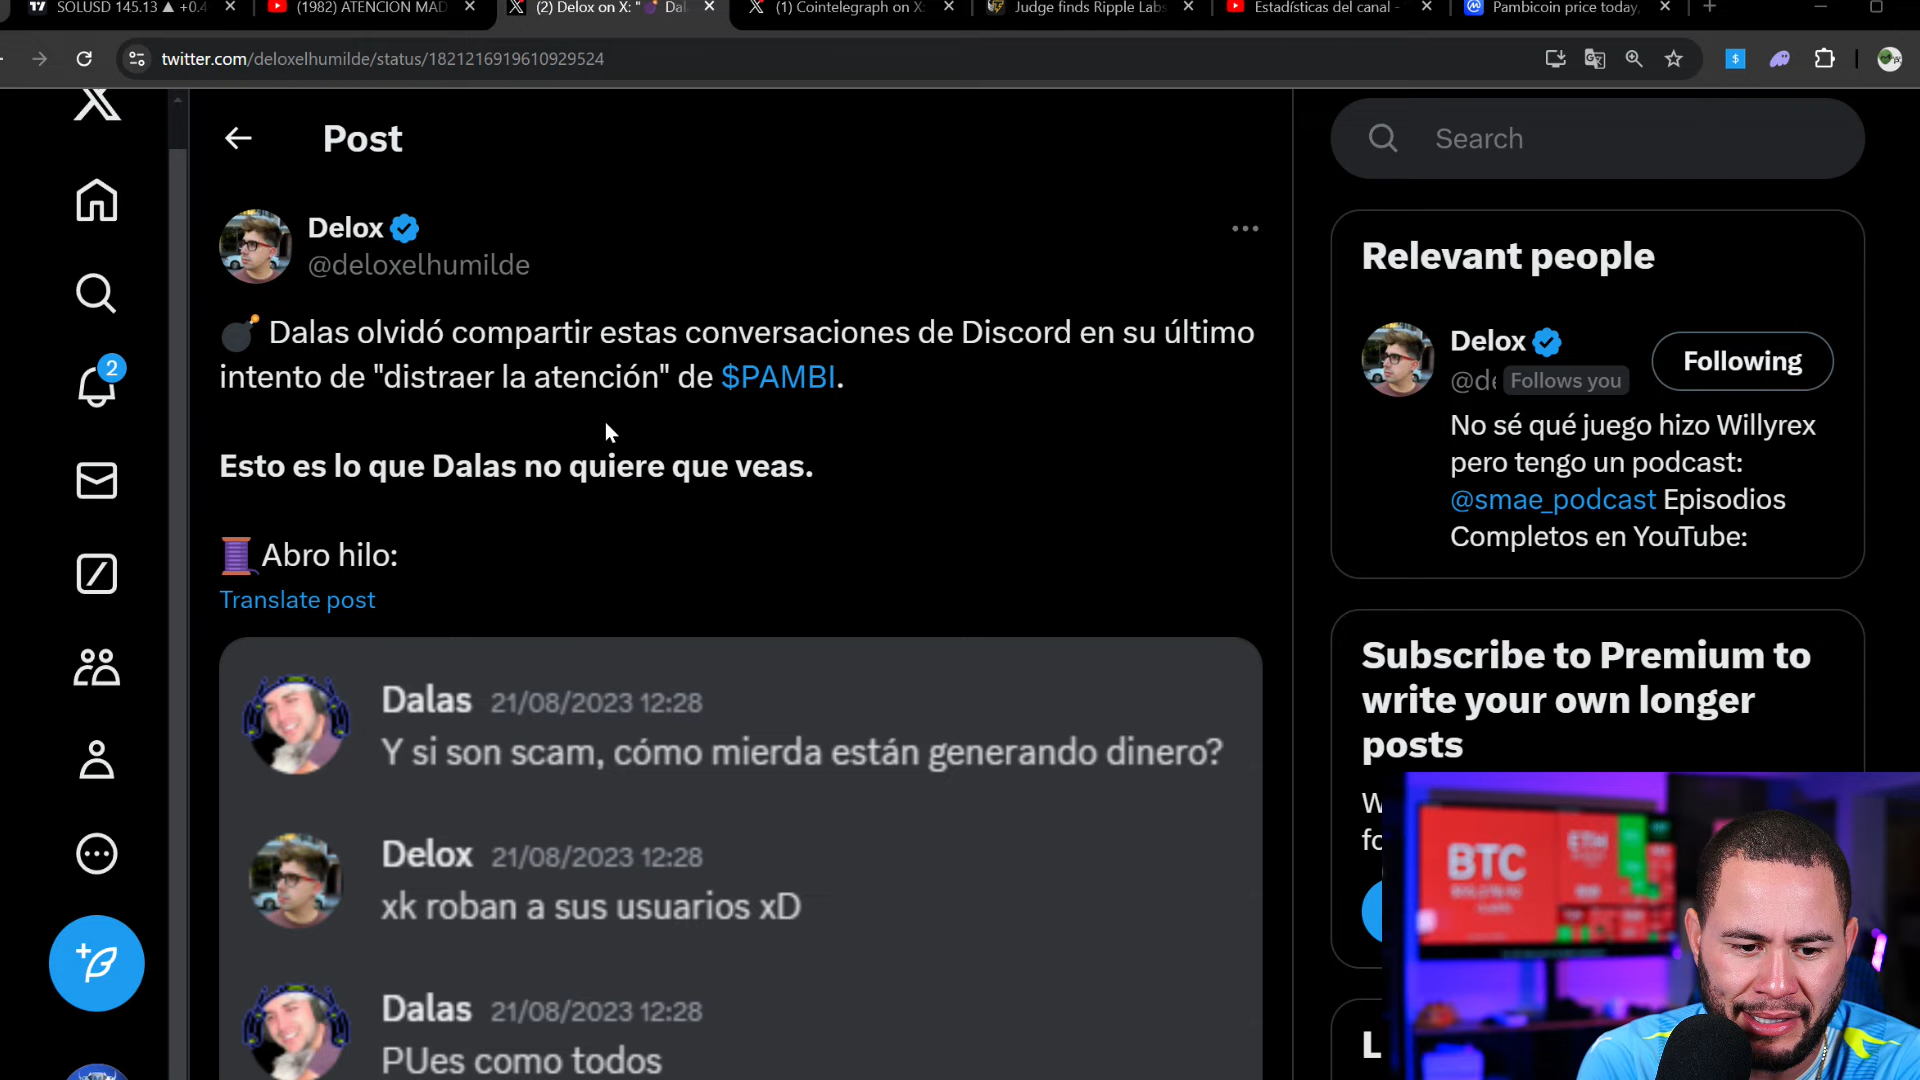 SOLUSD 145.13 ▲ +0.4
(1982) ATENCION MAD
(2) Delox on X: "💣 Dal
(1) Cointelegraph on X:
Judge finds Ripple Labs
Estadísticas del canal -
Pambicoin price today,
twitter.com/deloxelhumilde/status/1821216919610929524
Post
Search
Delox
@deloxelhumilde
💣 Dalas olvidó compartir estas conversaciones de Discord en su último
intento de "distraer la atención" de $PAMBI.
Esto es lo que Dalas no quiere que veas.
🧵 Abro hilo:
Translate post
Dalas 21/08/2023 12:28
Y si son scam, cómo mierda están generando dinero?
Delox 21/08/2023 12:28
xk roban a sus usuarios xD
Dalas 21/08/2023 12:28
PUes como todos
2
Relevant people
Delox
Following
@de Follows you
No sé qué juego hizo Willyrex
pero tengo un podcast:
@smae_podcast Episodios
Completos en YouTube:
Subscribe to Premium to
write your own longer
posts
W
fo
L
BTC
ETH